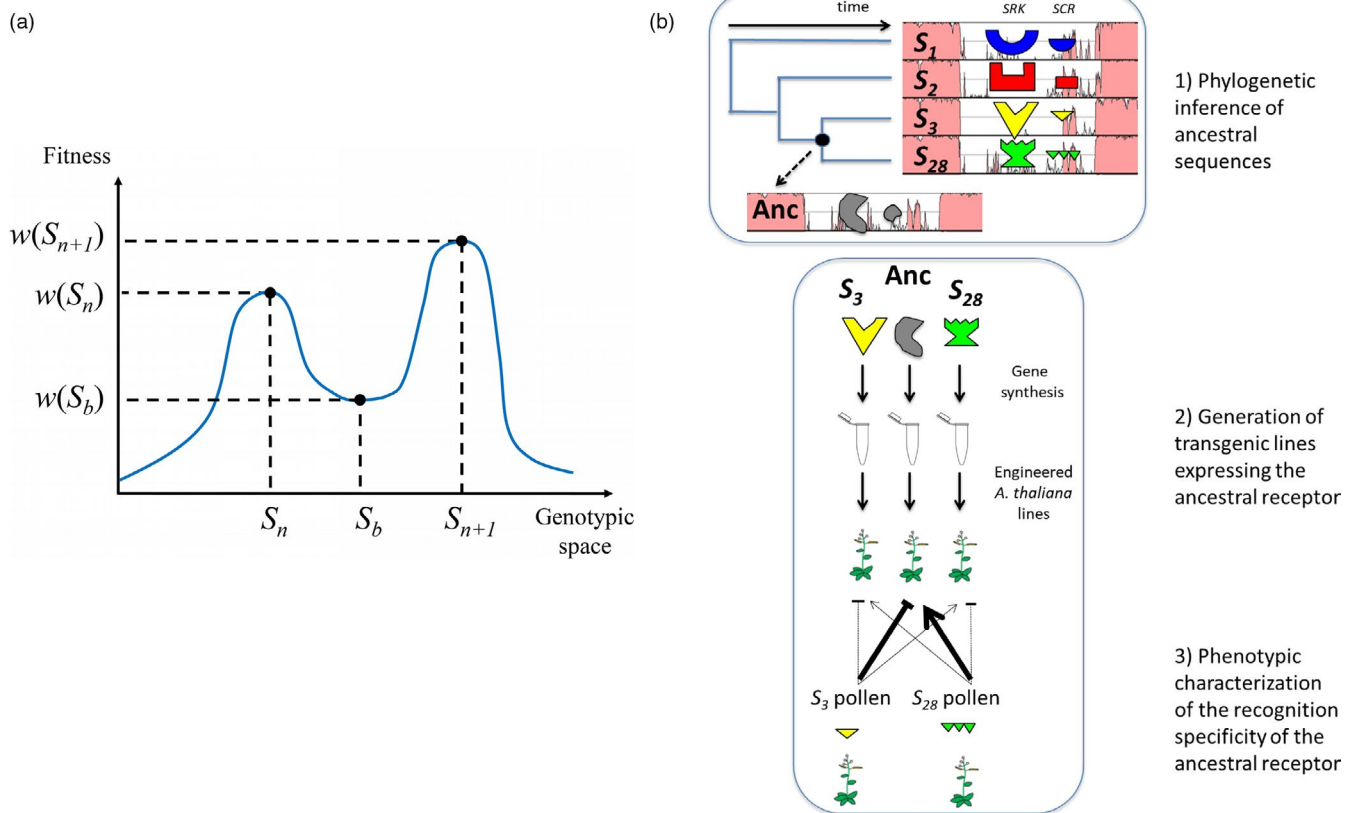 (a)
Fitness
w(Sn+1)
w(Sn)
w(Sb)
Sn
Sb
Sn+1
Genotypic
space
(b)
time
SRK
SCR
S1
S2
S3
S28
Anc
1) Phylogenetic
inference of
ancestral
sequences
Anc
S3
S28
Gene
synthesis
Engineered
A. thaliana
lines
2) Generation of
transgenic lines
expressing the
ancestral receptor
S3 pollen
S28 pollen
3) Phenotypic
characterization
of the recognition
specificity of the
ancestral receptor